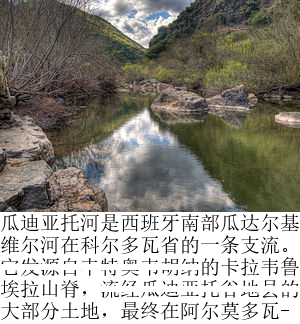 瓜迪亚托河是西班牙南部瓜达尔基
维尔河在科尔多瓦省的一条支流。
它发源自丰特奥韦胡纳的卡拉韦鲁
埃拉山脊，流经瓜迪亚托谷地县的
大部分土地，最终在阿尔莫多瓦-